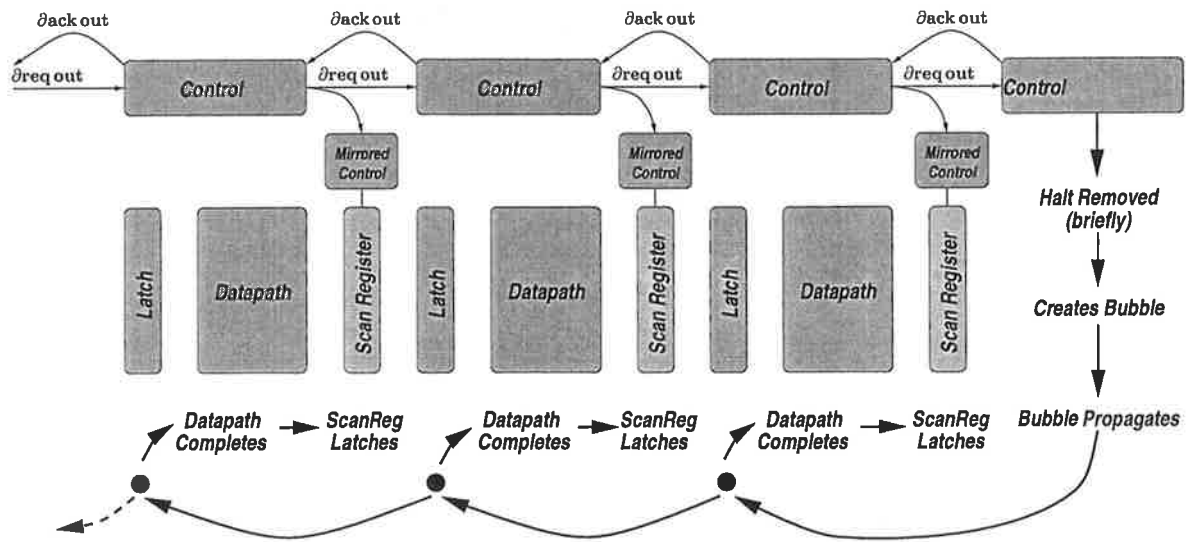 ∂ack out
∂ack out
∂ack out
∂ack out
∂req out
∂req out
∂req out
∂req out
Control
Control
Control
Control
Mirrored
Control
Mirrored
Control
Mirrored
Control
Halt Removed
(briefly)
Latch
Datapath
Scan Register
Latch
Datapath
Scan Register
Latch
Datapath
Scan Register
Creates Bubble
Datapath
Completes
ScanReg
Latches
Datapath
Completes
ScanReg
Latches
Datapath
Completes
ScanReg
Latches
Bubble Propagates